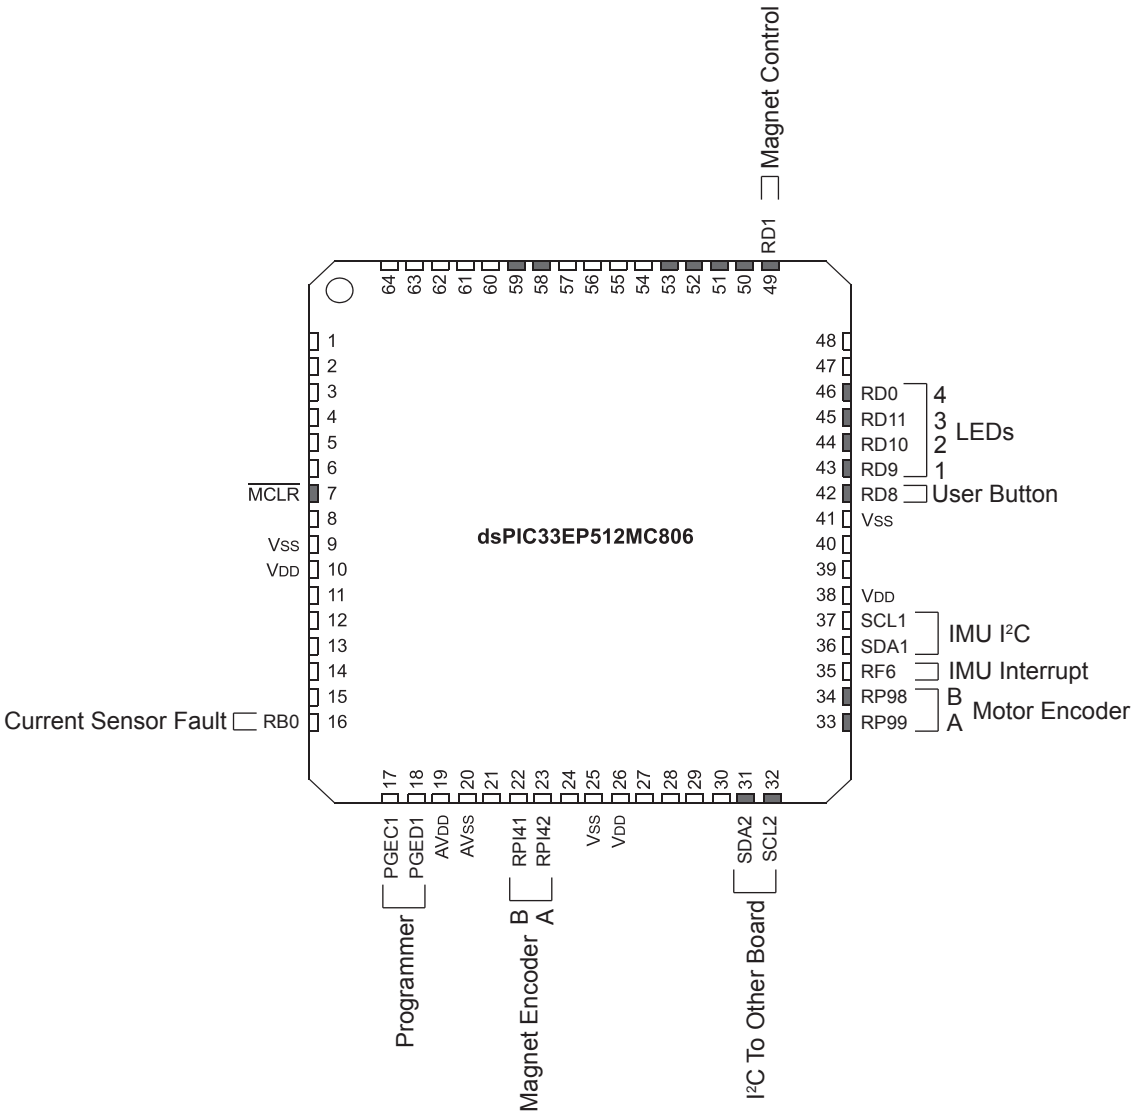 Magnet Control
RD1
64 63 62 61 60 59 58 57 56 55 54 53 52 51 50 49
1 48
2 47
3 46 RD0 4
4 45 RD11 3
LEDs
5 44 RD10 2
6 43 RD9 1
MCLR 7 42 RD8 User Button
8 41 VSS
dsPIC33EP512MC806
VSS 9 40
VDD 10 39
11 38 VDD
12 37 SCL1
IMU I²C
13 36 SDA1
14 35 RF6 IMU Interrupt
15 34 RP98 B
Motor Encoder
Current Sensor Fault RB0 16 33 RP99 A
17 18 19 20 21 22 23 24 25 26 27 28 29 30 31 32
PGEC1 PGED1 AVDD AVSS RPI41 RPI42 VSS VDD SDA2 SCL2
B A
Programmer
Magnet Encoder
I²C To Other Board